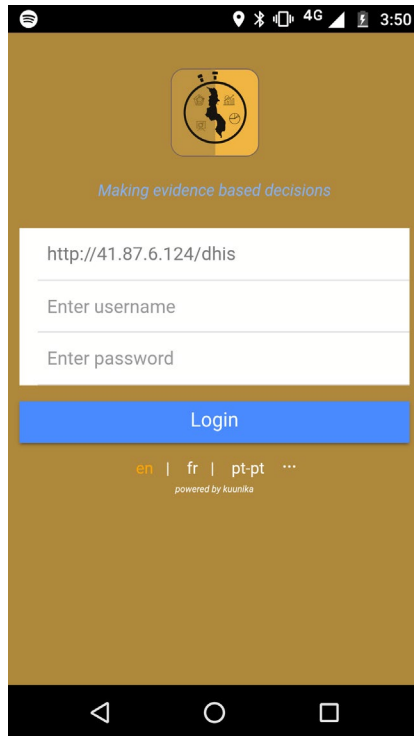 4G 3:50
Making evidence based decisions
http://41.87.6.124/dhis
Enter username
Enter password
Login
en | fr | pt-pt ...
powered by kuunika